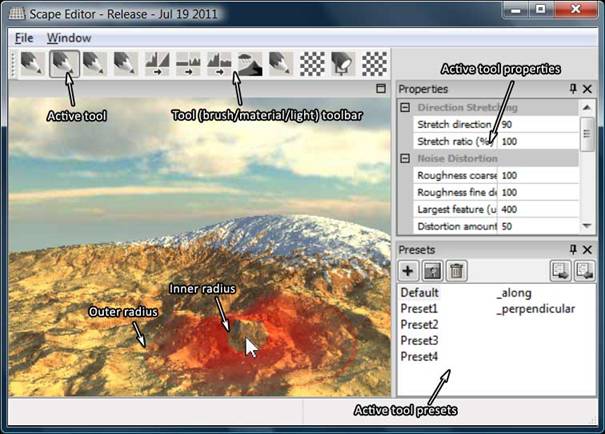 Scape Editor - Release - Jul 19 2011
File Window
Active tool
Tool (brush/material/light) toolbar
Outer radius
Inner radius
Properties
Active tool properties
Direction Stretching
Stretch direction 90
Stretch ratio (% 100
Noise Distortion
Roughness coarse 100
Roughness fine de 100
Largest feature (u 400
Distortion amount 50
Presets
Default _along
Preset1 _perpendicular
Preset2
Preset3
Preset4
Active tool presets